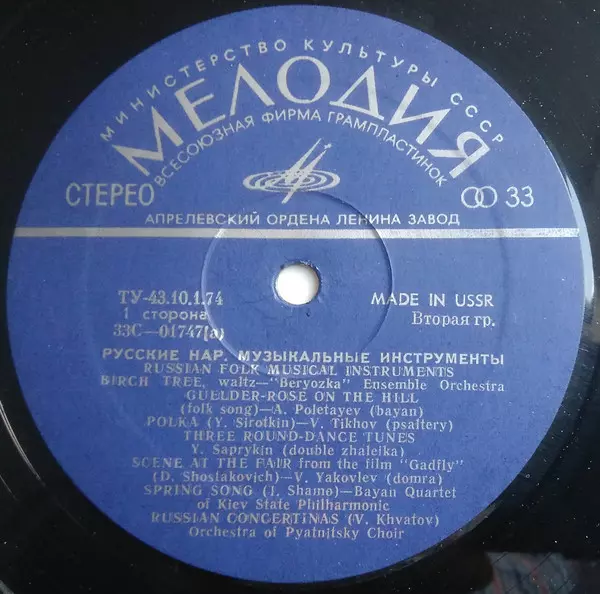 МИНИСТЕРСТВО КУЛЬТУРЫ СССР
МЕЛОДИЯ
ВСЕСОЮЗНАЯ ФИРМА ГРАМПЛАСТИНОК
СТЕРЕО
33
АПРЕЛЕВСКИЙ ОРДЕНА ЛЕНИНА ЗАВОД
ТУ-43.10.1.74
1 сторона
33С—01747(а)
MADE IN USSR
Вторая гр.
РУССКИЕ НАР. МУЗЫКАЛЬНЫЕ ИНСТРУМЕНТЫ
RUSSIAN FOLK MUSICAL INSTRUMENTS
BIRCH TREE, waltz—"Beryozka" Ensemble Orchestra
GUELDER-ROSE ON THE HILL
(folk song)—A. Poletayev (bayan)
POLKA (Y. Sirotkin)—V. Tikhov (psaltery)
THREE ROUND-DANCE TUNES
Y. Saprykin (double zhaleika)
SCENE AT THE FAIR from the film "Gadfly"
(D. Shostakovich)—V. Yakovlev (domra)
SPRING SONG (I. Shamo)—Bayan Quartet
of Kiev State Philharmonic
RUSSIAN CONCERTINAS (V. Khvatov)
Orchestra of Pyatnitsky Choir